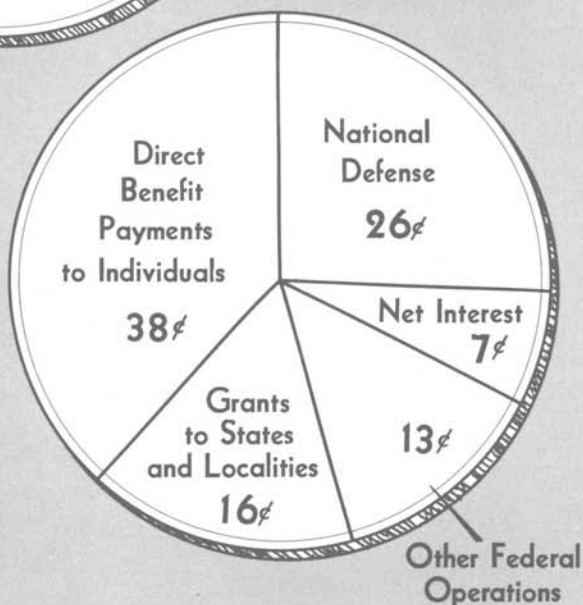 Direct
Benefit
Payments
to Individuals
38¢
National
Defense
26¢
Net Interest
7¢
13¢
Other Federal
Operations
Grants
to States
and Localities
16¢